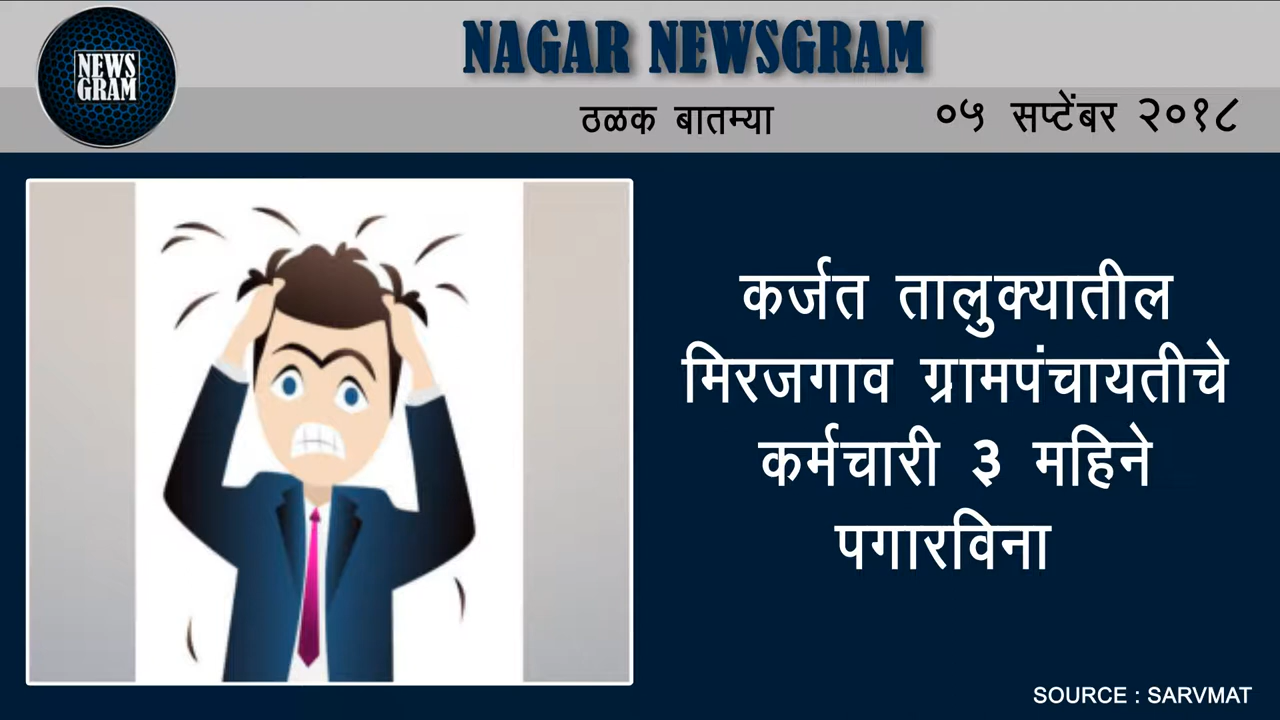 NEWS
GRAM
NAGAR NEWSGRAM
ठळक बातम्या
०५ सप्टेंबर २०१८
कर्जत तालुक्यातील
मिरजगाव ग्रामपंचायतीचे
कर्मचारी ३ महिने
पगारविना
SOURCE : SARVMAT